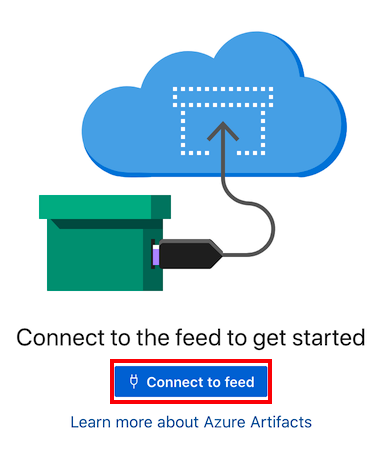 Connect to the feed to get started
Connect to feed
Learn more about Azure Artifacts